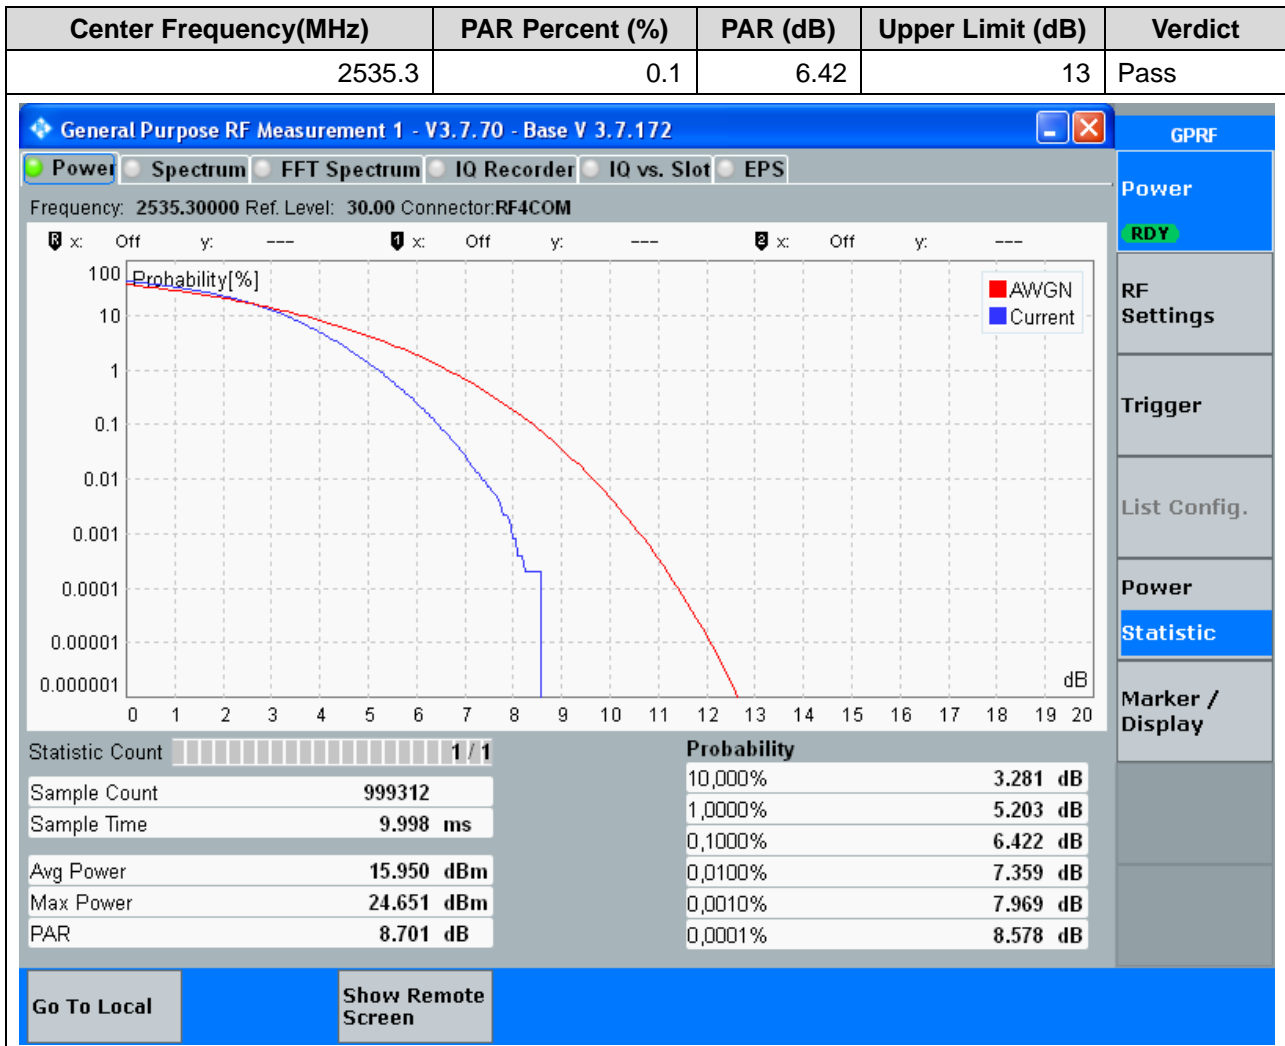 Center Frequency(MHz) PAR Percent (%) PAR (dB) Upper Limit (dB) Verdict
2535.3 0.1 6.42 13 Pass
General Purpose RF Measurement 1 - V3.7.70 - Base V 3.7.172
GPRF
Power Spectrum FFT Spectrum IQ Recorder IQ vs. Slot EPS
Frequency: 2535.30000 Ref. Level: 30.00 Connector:RF4COM
R x: Off y: --- 1 x: Off y: --- 2 x: Off y: ---
Probability[%]
AWGN
Current
100
10
1
0.1
0.01
0.001
0.0001
0.00001
0.000001
dB
0 1 2 3 4 5 6 7 8 9 10 11 12 13 14 15 16 17 18 19 20
Statistic Count 1 / 1
Sample Count 999312
Sample Time 9.998 ms
Avg Power 15.950 dBm
Max Power 24.651 dBm
PAR 8.701 dB
Probability
10,000% 3.281 dB
1,0000% 5.203 dB
0,1000% 6.422 dB
0,0100% 7.359 dB
0,0010% 7.969 dB
0,0001% 8.578 dB
Power
RDY
RF
Settings
Trigger
List Config.
Power
Statistic
Marker /
Display
Go To Local
Show Remote
Screen